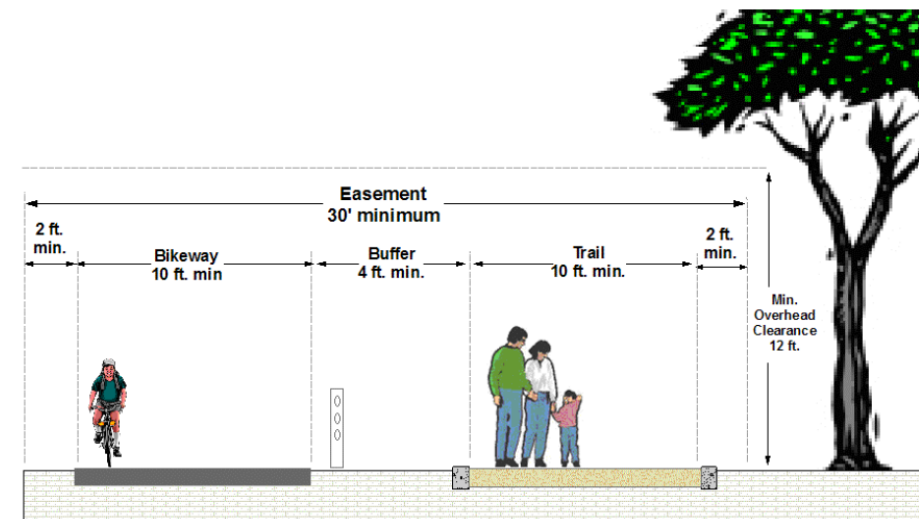 Easement
30' minimum
2 ft.
min.
Bikeway
10 ft. min
Buffer
4 ft. min.
Trail
10 ft. min.
2 ft.
min.
Min.
Overhead
Clearance
12 ft.